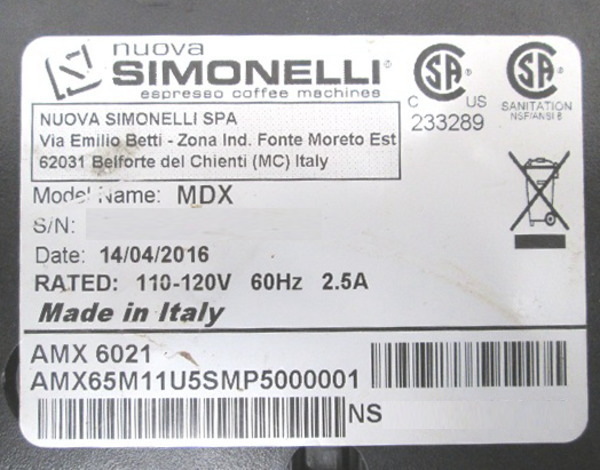 nuova
SIMONELLI®
espresso coffee machines
NUOVA SIMONELLI SPA
Via Emilio Betti - Zona Ind. Fonte Moreto Est
62031 Belforte del Chienti (MC) Italy
SA® SA®
C US
233289
SANITATION
NSF/ANSI 8
Model Name: MDX
S/N:
Date: 14/04/2016
RATED: 110-120V 60Hz 2.5A
Made in Italy
AMX 6021
AMX65M11U5SMP5000001
NS